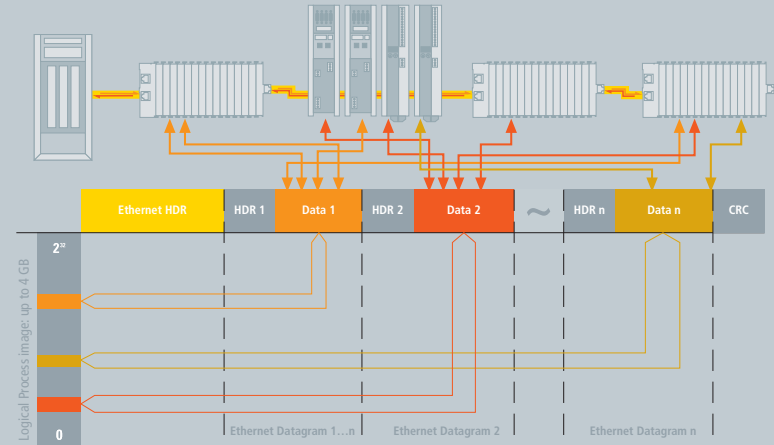 Ethernet HDR
HDR 1
Data 1
HDR 2
Data 2
~
HDR n
Data n
CRC
2³²
Logical Process image: up to 4 GB
0
Ethernet Datagram 1...n
Ethernet Datagram 2
Ethernet Datagram n